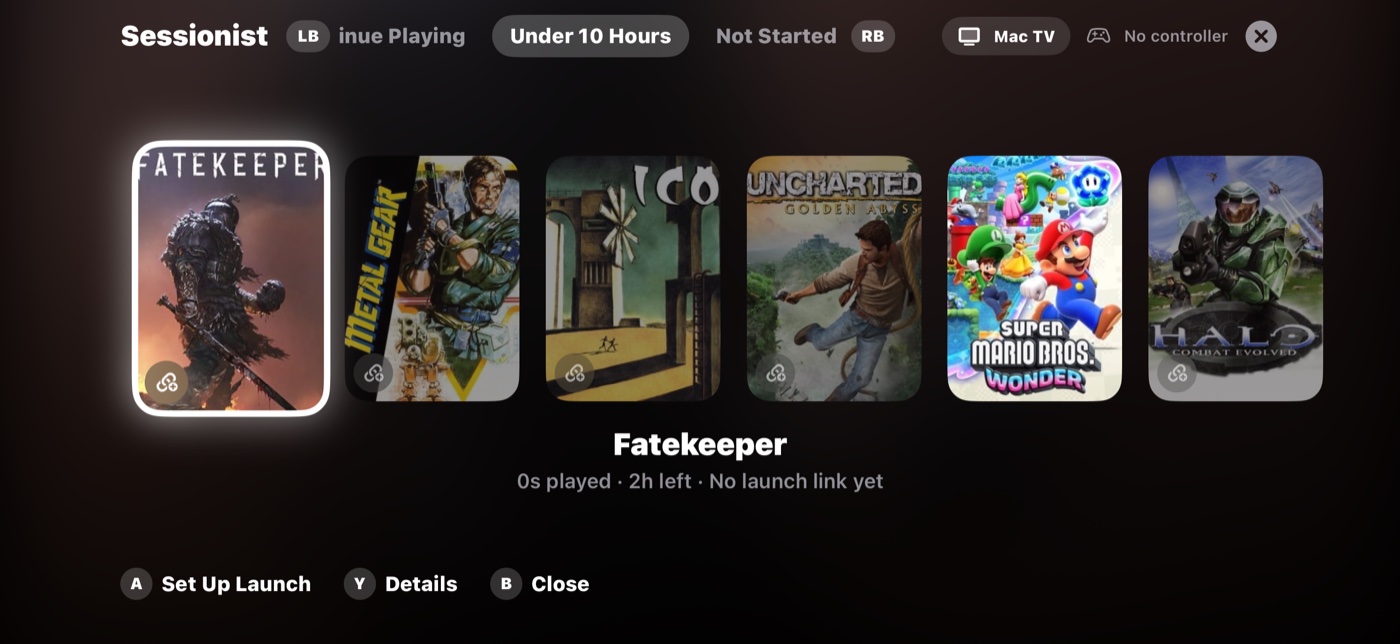 Sessionist
LB
inue Playing
Under 10 Hours
Not Started
RB
Mac TV
No controller
FATEKEEPER
METAL GEAR
ICO
UNCHARTED
GOLDEN ABYSS
SUPER
MARIO BROS.
WONDER
HALO
COMBAT EVOLVED
Fatekeeper
0s played · 2h left · No launch link yet
A Set Up Launch
Y Details
B Close